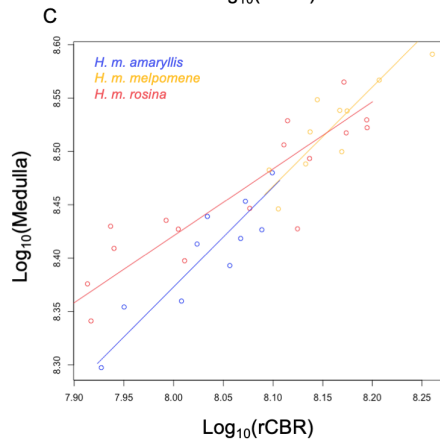 C
H. m. amaryllis
H. m. melpomene
H. m. rosina
8.60
8.55
8.50
8.45
8.40
8.35
8.30
Log10(Medulla)
7.90 7.95 8.00 8.05 8.10 8.15 8.20 8.25
Log10(rCBR)